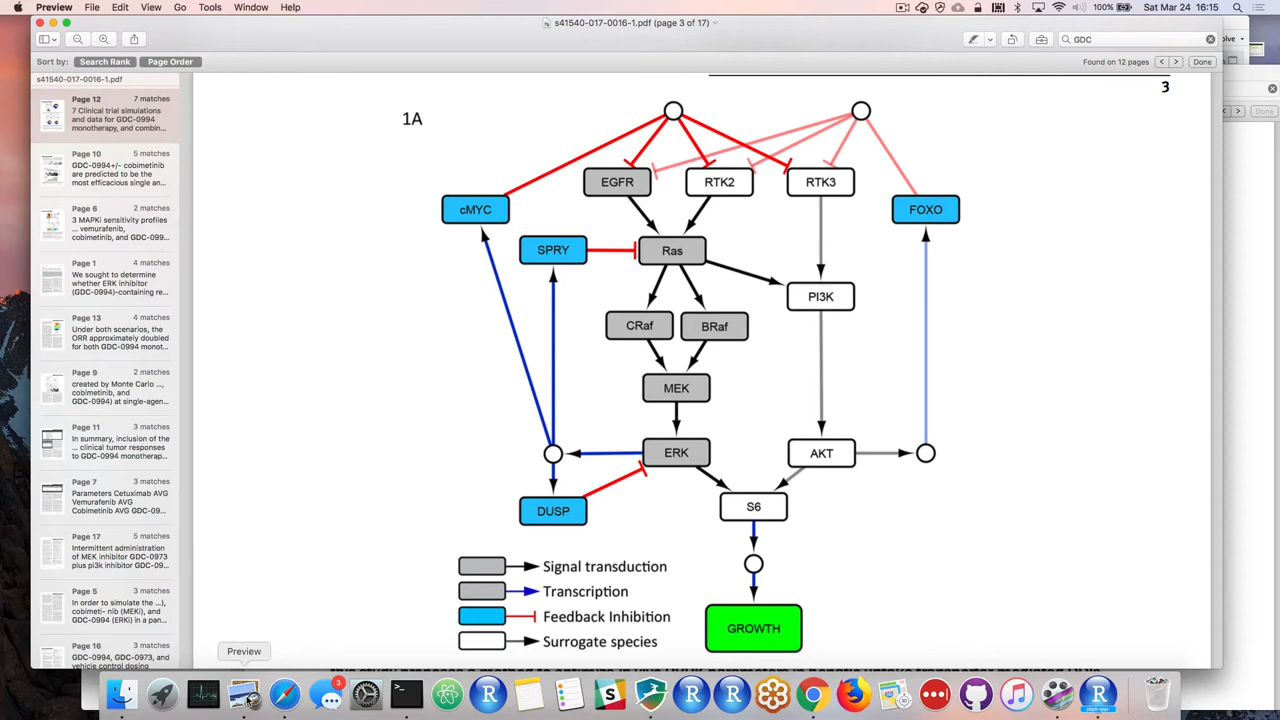 Preview File Edit View Go Tools Window Help
100% Sat Mar 24 16:15
s41540-017-0016-1.pdf (page 3 of 17)
GDC
Sort by: Search Rank Page Order
Found on 12 pages
Done
Done
s41540-017-0016-1.pdf
Page 12 7 matches
7 Clinical trial simulations
and data for GDC-0994
monotherapy, and combin...
Page 10 5 matches
GDC-0994+/- cobimetinib
are predicted to be the
most efficacious single an...
Page 6 2 matches
3 MAPKi sensitivity profiles
... vemurafenib,
cobimetinib, and GDC-099...
Page 1 4 matches
We sought to determine
whether ERK inhibitor
(GDC-0994)-containing re...
Page 13 4 matches
Under both scenarios, the
ORR approximately doubled
for both GDC-0994 monot...
Page 9 2 matches
created by Monte Carlo ...,
cobimetinib, and
GDC-0994) at single-agen...
Page 11 3 matches
In summary, inclusion of the
... clinical tumor responses
to GDC-0994 monotherap...
Page 7 3 matches
Parameters Cetuximab AVG
Vemurafenib AVG
Cobimetinib AVG GDC-09...
Page 17 5 matches
Intermittent administration
of MEK inhibitor GDC-0973
plus pi3k inhibitor GDC-09...
Page 5 3 matches
In order to simulate the ...),
cobimeti- nib (MEKi), and
GDC-0994 (ERKi) in a pan...
Page 16 3 matches
GDC-0994, GDC-0973, and
vehicle control dosing
3
1A
EGFR
RTK2
RTK3
cMYC
FOXO
SPRY
Ras
PI3K
CRaf
BRaf
MEK
ERK
AKT
DUSP
S6
GROWTH
Signal transduction
Transcription
Feedback Inhibition
Surrogate species
Preview
3